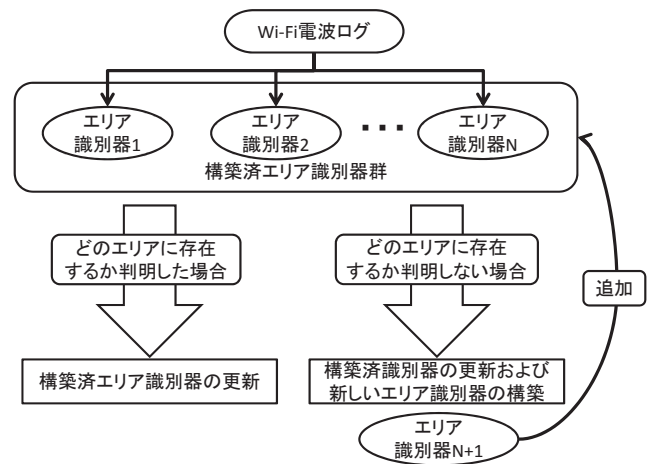 Wi-Fi電波ログ
エリア
識別器1
エリア
識別器2
・・・
エリア
識別器N
構築済エリア識別器群
どのエリアに存在
するか判明した場合
どのエリアに存在
するか判明しない場合
追加
構築済エリア識別器の更新
構築済識別器の更新および
新しいエリア識別器の構築
エリア
識別器N+1